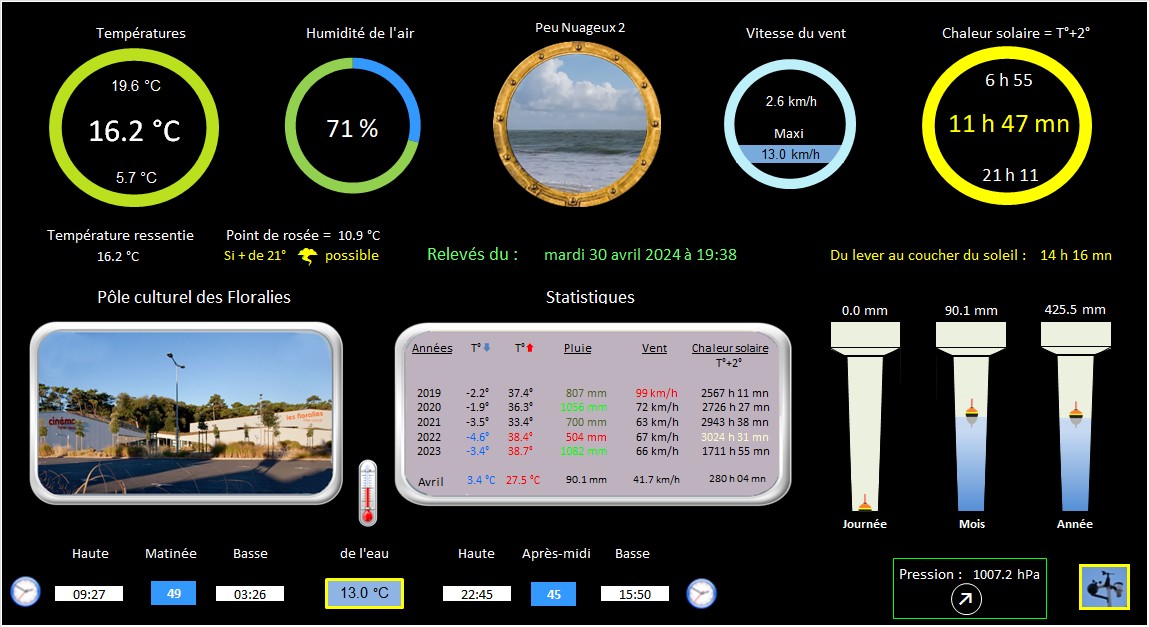 Températures
Humidité de l'air
Peu Nuageux 2
Vitesse du vent
Chaleur solaire = T°+2°
19.6 °C
16.2 °C
5.7 °C
71 %
2.6 km/h
Maxi
13.0 km/h
6 h 55
11 h 47 mn
21 h 11
Température ressentie
16.2 °C
Point de rosée = 10.9 °C
Si + de 21° possible
Relevés du : mardi 30 avril 2024 à 19:38
Du lever au coucher du soleil : 14 h 16 mn
Pôle culturel des Floralies
cinéma
les floralies
Statistiques
Années T° T° Pluie Vent Chaleur solaire
T°+2°
2019 -2.2° 37.4° 807 mm 99 km/h 2567 h 11 mn
2020 -1.9° 36.3° 1056 mm 72 km/h 2726 h 27 mn
2021 -3.5° 33.4° 700 mm 63 km/h 2943 h 38 mn
2022 -4.6° 38.4° 504 mm 67 km/h 3024 h 31 mn
2023 -3.4° 38.7° 1082 mm 66 km/h 1711 h 55 mn
Avril 3.4 °C 27.5 °C 90.1 mm 41.7 km/h 280 h 04 mn
0.0 mm 90.1 mm 425.5 mm
Journée Mois Année
Haute Matinée Basse
09:27 49 03:26
de l'eau
13.0 °C
Haute Après-midi Basse
22:45 45 15:50
Pression : 1007.2 hPa